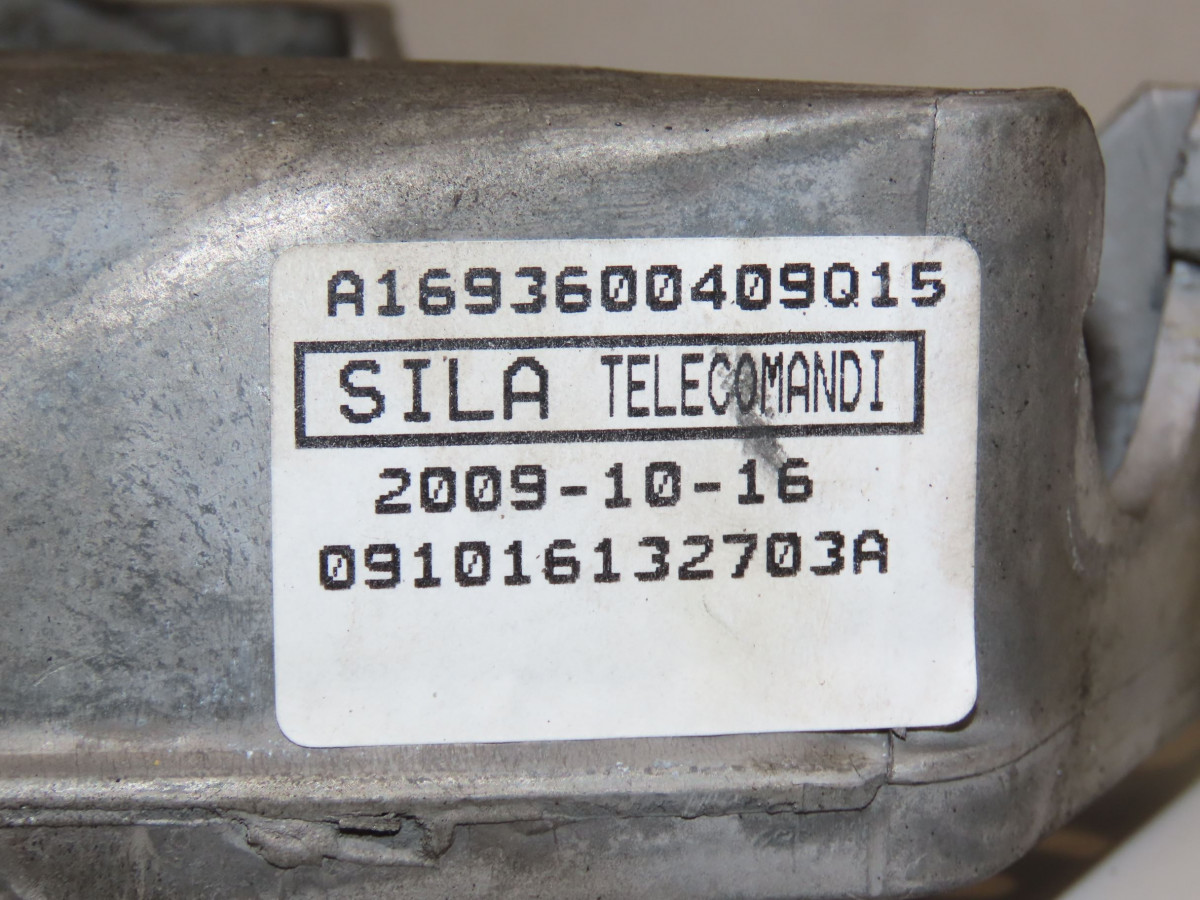 A1693600409Q15
SILA TELECOMANDI
2009-10-16
091016132703A